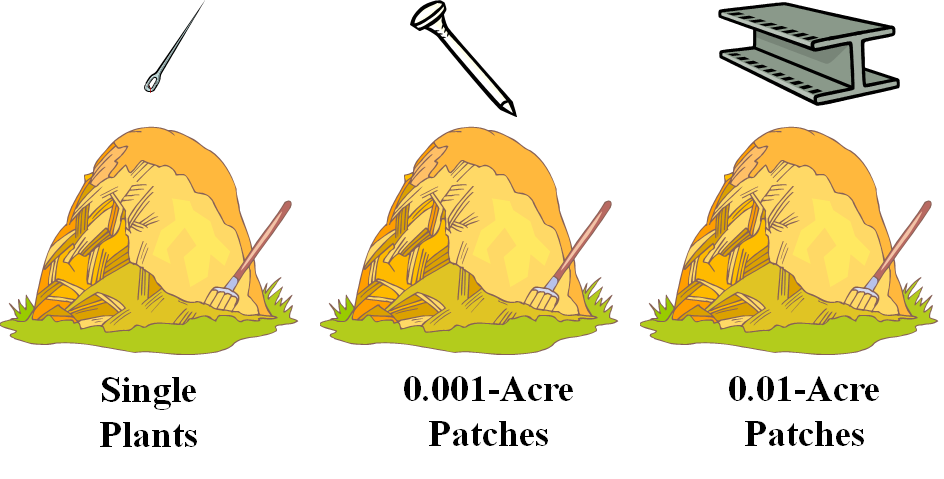 Single
Plants
0.001-Acre
Patches
0.01-Acre
Patches